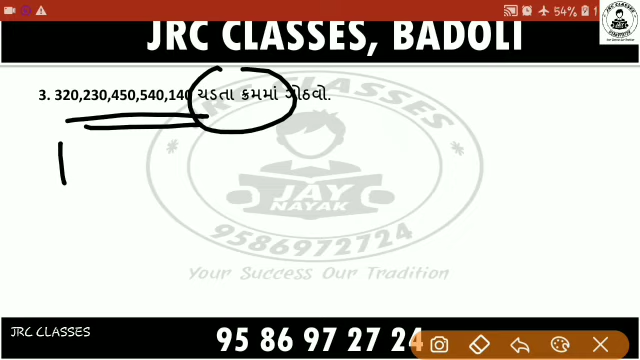 54%
JRC CLASSES, BADOLI
3. 320,230,450,540,140 ચડતા ક્રમમાં ગોઠવો.
JRC CLASSES
JAY
NAYAK
9586972724
Your Success Our Tradition
JRC CLASSES
95 86 97 27 24